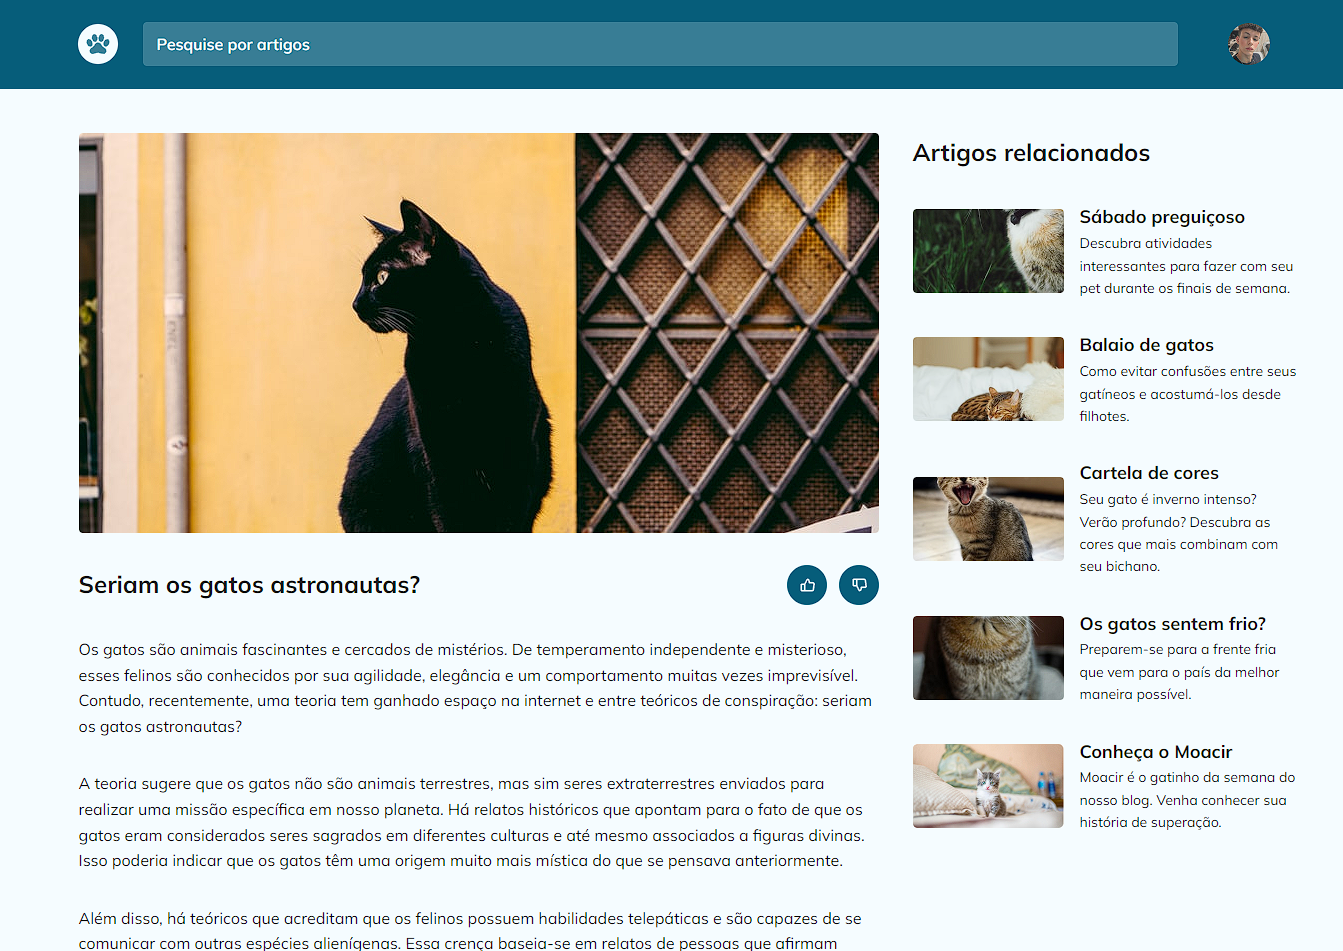 Pesquise por artigos
Seriam os gatos astronautas?
Os gatos são animais fascinantes e cercados de mistérios. De temperamento independente e misterioso,
esses felinos são conhecidos por sua agilidade, elegância e um comportamento muitas vezes imprevisível.
Contudo, recentemente, uma teoria tem ganhado espaço na internet e entre teóricos de conspiração: seriam
os gatos astronautas?
A teoria sugere que os gatos não são animais terrestres, mas sim seres extraterrestres enviados para
realizar uma missão específica em nosso planeta. Há relatos históricos que apontam para o fato de que os
gatos eram considerados seres sagrados em diferentes culturas e até mesmo associados a figuras divinas.
Isso poderia indicar que os gatos têm uma origem muito mais mística do que se pensava anteriormente.
Além disso, há teóricos que acreditam que os felinos possuem habilidades telepáticas e são capazes de se
comunicar com outras espécies alienígenas. Essa crença baseia-se em relatos de pessoas que afirmam
Artigos relacionados
Sábado preguiçoso
Descubra atividades
interessantes para fazer com seu
pet durante os finais de semana.
Balaio de gatos
Como evitar confusões entre seus
gatíneos e acostumá-los desde
filhotes.
Cartela de cores
Seu gato é inverno intenso?
Verão profundo? Descubra as
cores que mais combinam com
seu bichano.
Os gatos sentem frio?
Preparem-se para a frente fria
que vem para o país da melhor
maneira possível.
Conheça o Moacir
Moacir é o gatinho da semana do
nosso blog. Venha conhecer sua
história de superação.